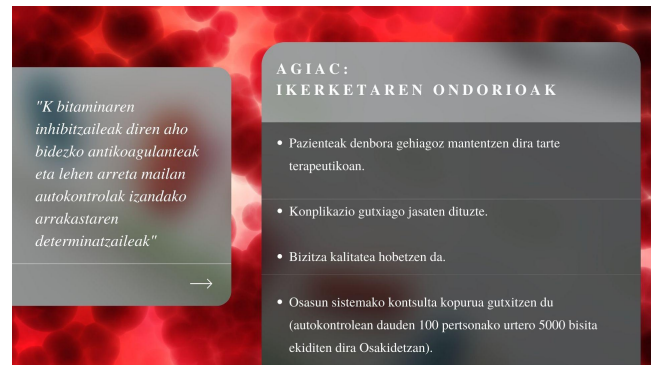 "K bitaminaren
inhibitzaileak diren aho
bidezko antikoagulanteak
eta lehen arreta mailan
autokontrolak izandako
arrakastaren
determinatzaileak"
AGIAC:
IKERKETAREN ONDORIOAK
• Pazienteak denbora gehiagoz mantentzen dira tarte
terapeutikoan.
• Konplikazio gutxiago jasaten dituzte.
• Bizitza kalitatea hobetzen da.
• Osasun sistemako kontsulta kopurua gutxitzen du
(autokontrolean dauden 100 pertsonako urtero 5000 bisita
ekiditen dira Osakidetzan).